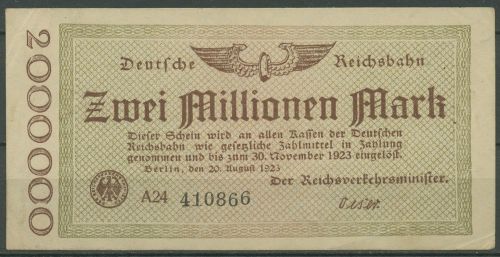 2000000
Deutsche Reichsbahn
Zwei Millionen Mark
Dieser Schein wird an allen Kassen der Deutschen
Reichsbahn wie gesetzliche Zahlmittel in Zahlung
genommen und bis zum 30. November 1923 eingelöst.
Berlin, den 20. August 1923
Der Reichsverkehrsminister.
A24 410866
Oeser